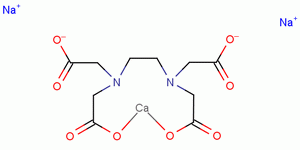 Na⁺
Na⁺
O⁻ O⁻
O N N O
Ca
O O O O